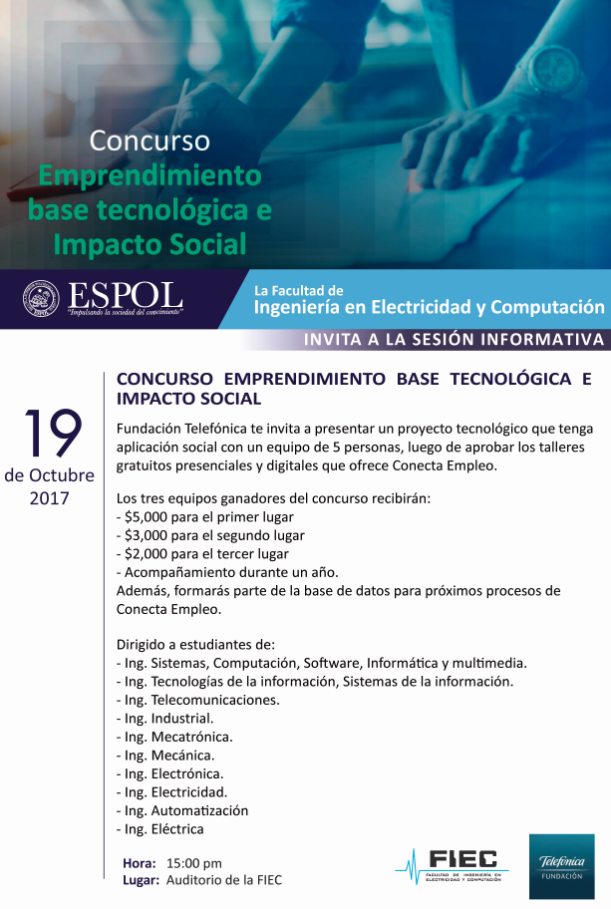 Concurso
Emprendimiento
base tecnológica e
Impacto Social
ESPOL
"Impulsando la sociedad del conocimiento"
La Facultad de
Ingeniería en Electricidad y Computación
INVITA A LA SESIÓN INFORMATIVA
19
de Octubre
2017
CONCURSO EMPRENDIMIENTO BASE TECNOLÓGICA E
IMPACTO SOCIAL
Fundación Telefónica te invita a presentar un proyecto tecnológico que tenga
aplicación social con un equipo de 5 personas, luego de aprobar los talleres
gratuitos presenciales y digitales que ofrece Conecta Empleo.
Los tres equipos ganadores del concurso recibirán:
- $5,000 para el primer lugar
- $3,000 para el segundo lugar
- $2,000 para el tercer lugar
- Acompañamiento durante un año.
Además, formarás parte de la base de datos para próximos procesos de
Conecta Empleo.
Dirigido a estudiantes de:
- Ing. Sistemas, Computación, Software, Informática y multimedia.
- Ing. Tecnologías de la información, Sistemas de la información.
- Ing. Telecomunicaciones.
- Ing. Industrial.
- Ing. Mecatrónica.
- Ing. Mecánica.
- Ing. Electrónica.
- Ing. Electricidad.
- Ing. Automatización
- Ing. Eléctrica
Hora: 15:00 pm
Lugar: Auditorio de la FIEC
FIEC
FACULTAD DE INGENIERÍA EN
ELECTRICIDAD Y COMPUTACIÓN
Telefónica
FUNDACIÓN